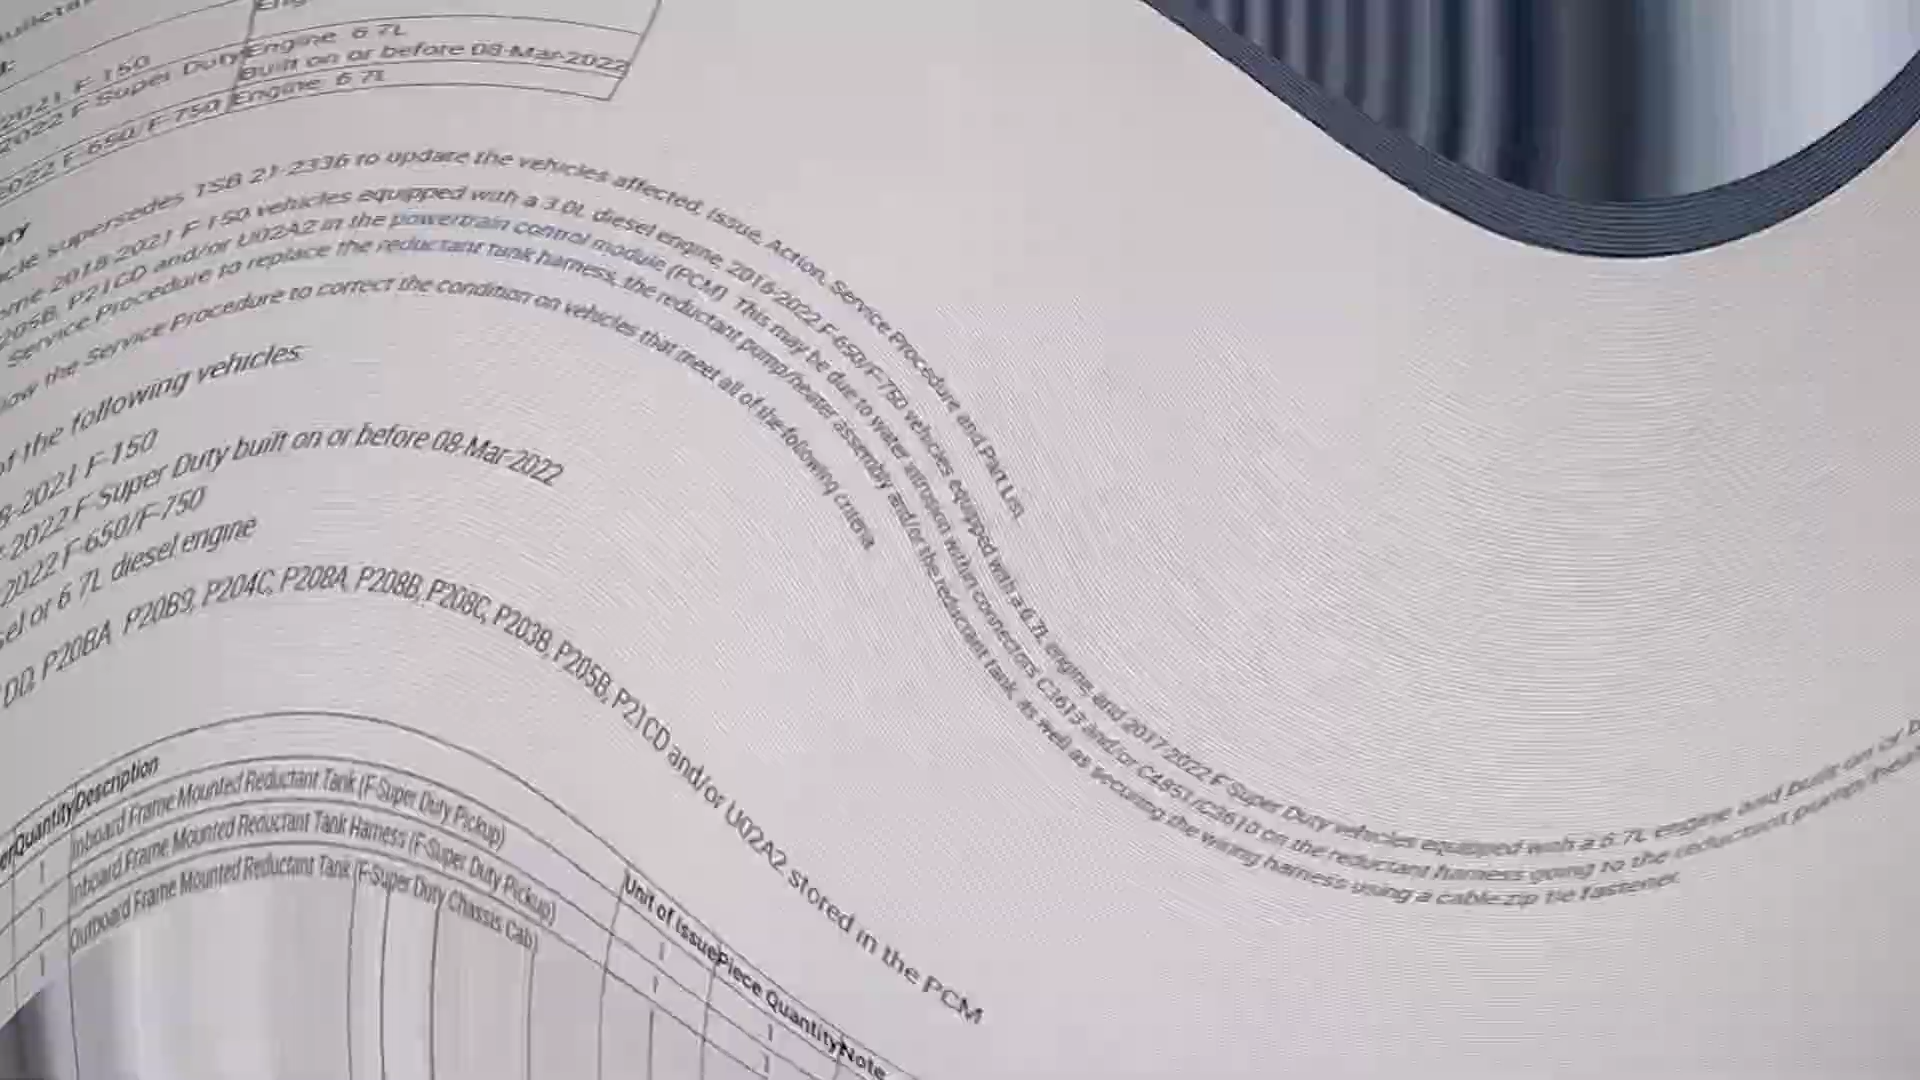 Engine 6 7L
2021 F-150
2022 F Super Duty Built on or before 08-Mar-2022
2022 F-650/F-750 Engine 6 7L
supersedes TSB 21-2336 to update the vehicles affected, Issue, Action, Service Procedure and Part List.
2018-2021 F-150 vehicles equipped with a 3.0L diesel engine, 2016-2022 F-650/F-750 vehicles equipped with a 6.7L engine, and 2017-2022 F-Super Duty vehicles equipped with a 6.7L engine and built on or
P21CD and/or U02A2 in the powertrain control module (PCM). This may be due to water intrusion within connectors C3613 and/or C4851 (C3610 on the reductant harness going to the reductant pump/
Service Procedure to replace the reductant tank harness, the reductant pump/heater assembly and/or the reductant tank, as well as securing the wiring harness using a cable-zip tie fastener.
the Service Procedure to correct the condition on vehicles that meet all of the following criteria
of the following vehicles
2021 F-150
2022 F-Super Duty built on or before 08-Mar-2022
2022 F-650/F-750
or 6 7L diesel engine
P20BA P20B9, P204C, P208A, P208B, P208C, P203B, P205B, P21CD and/or U02A2 stored in the PCM
Quantity Description Unit of Issue Piece Quantity Note
1 Inboard Frame Mounted Reductant Tank (F-Super Duty Pickup) 1 1
1 Inboard Frame Mounted Reductant Tank Harness (F-Super Duty Pickup) 1 1
1 Outboard Frame Mounted Reductant Tank (F-Super Duty Chassis Cab)